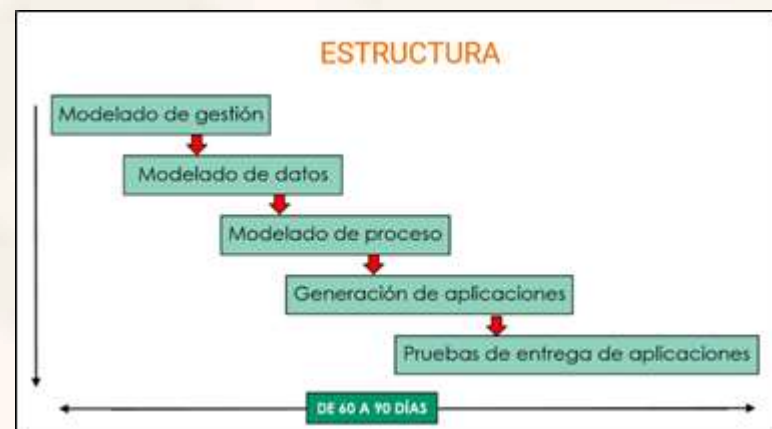 ESTRUCTURA
Modelado de gestión
Modelado de datos
Modelado de proceso
Generación de aplicaciones
Pruebas de entrega de aplicaciones
DE 60 A 90 DÍAS